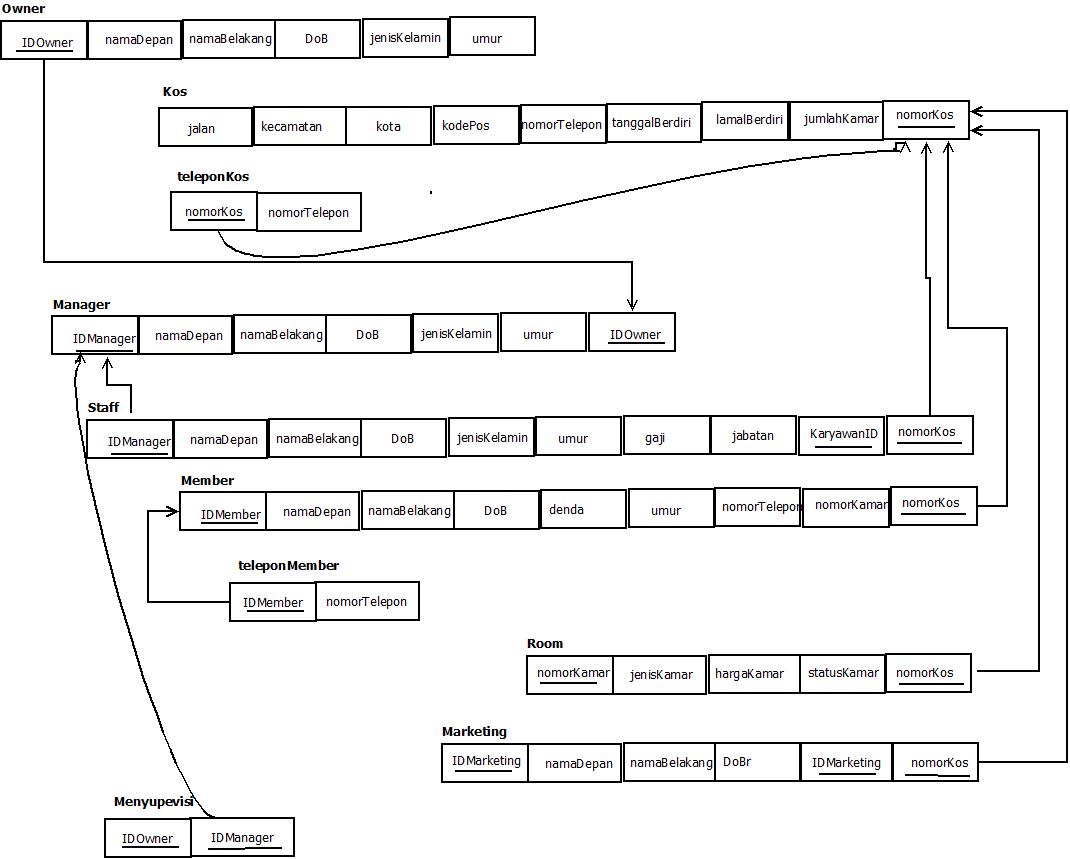 Owner
IDOwner namaDepan namaBelakang DoB jenisKelamin umur
Kos
jalan kecamatan kota kodePos nomorTelepon tanggalBerdiri lamalBerdiri jumlahKamar nomorKos
teleponKos
nomorKos nomorTelepon
Manager
IDManager namaDepan namaBelakang DoB jenisKelamin umur IDOwner
Staff
IDManager namaDepan namaBelakang DoB jenisKelamin umur gaji jabatan KaryawanID nomorKos
Member
IDMember namaDepan namaBelakang DoB denda umur nomorTelepon nomorKamar nomorKos
teleponMember
IDMember nomorTelepon
Room
nomorKamar jenisKamar hargaKamar statusKamar nomorKos
Marketing
IDMarketing namaDepan namaBelakang DoBr IDMarketing nomorKos
Menyupevisi
IDOwner IDManager